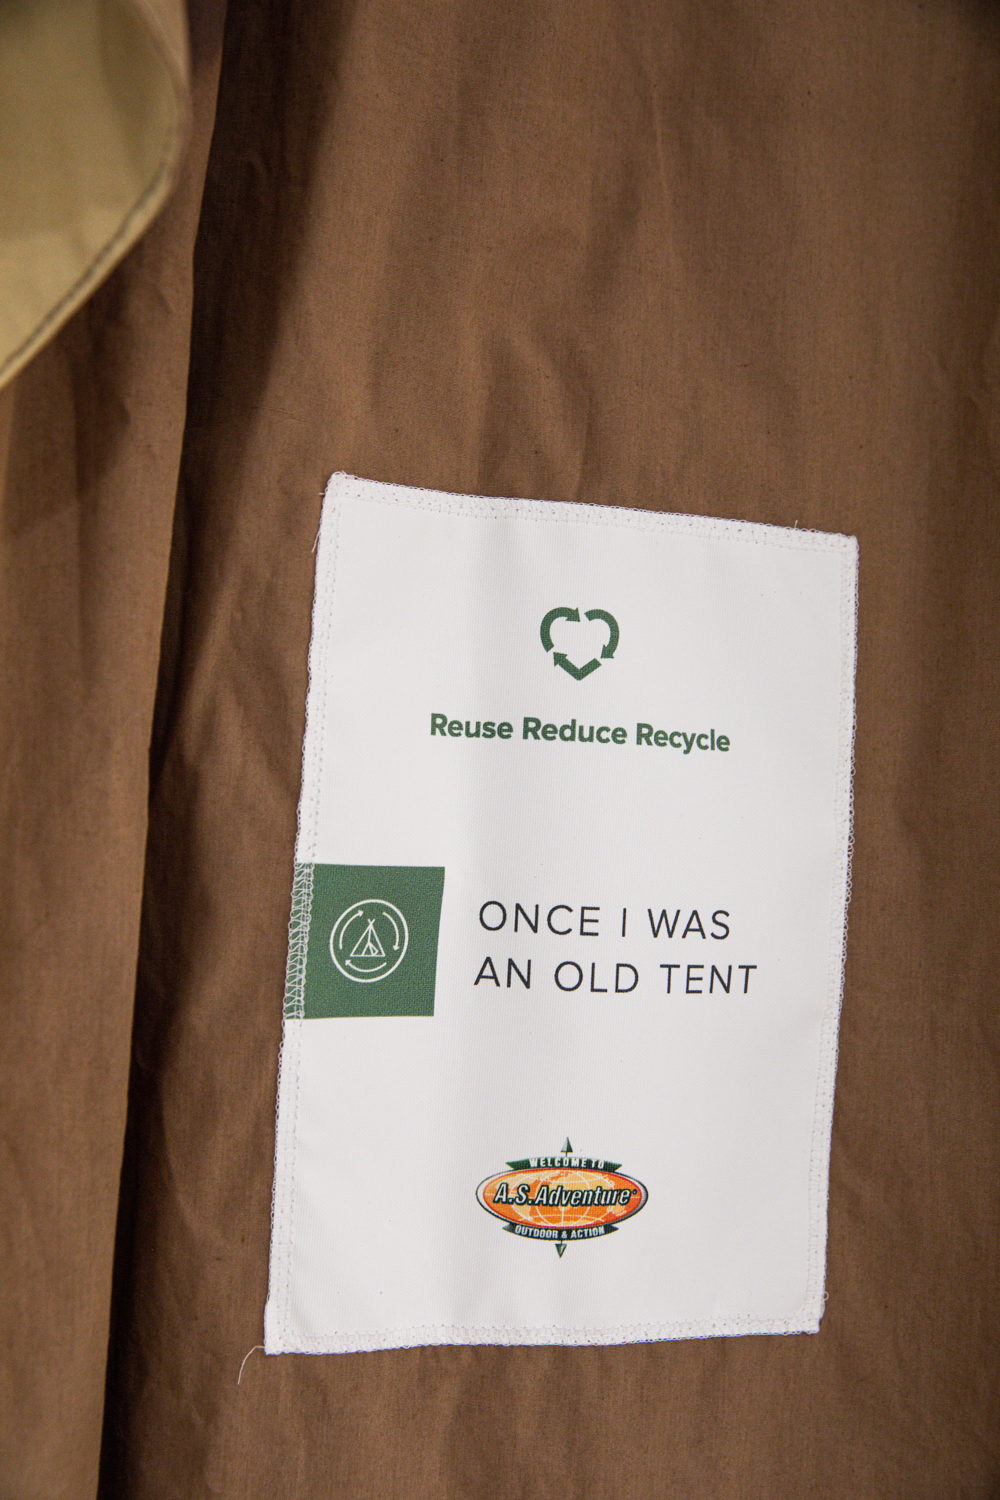 Reuse Reduce Recycle
ONCE I WAS
AN OLD TENT
WELCOME TO
A.S.Adventure
OUTDOOR & ACTION